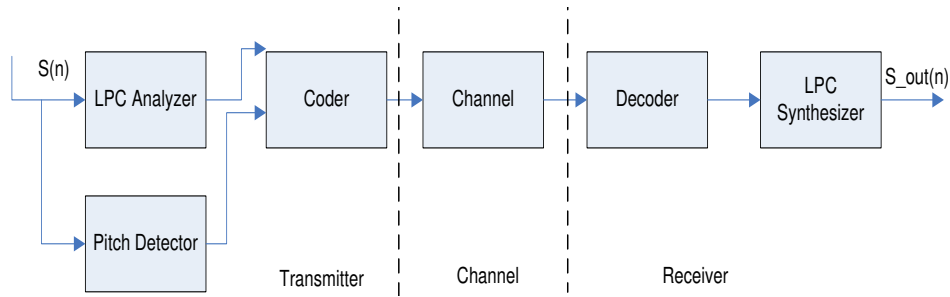 S(n)
LPC Analyzer
Coder
Channel
Decoder
LPC
Synthesizer
S_out(n)
Pitch Detector
Transmitter
Channel
Receiver